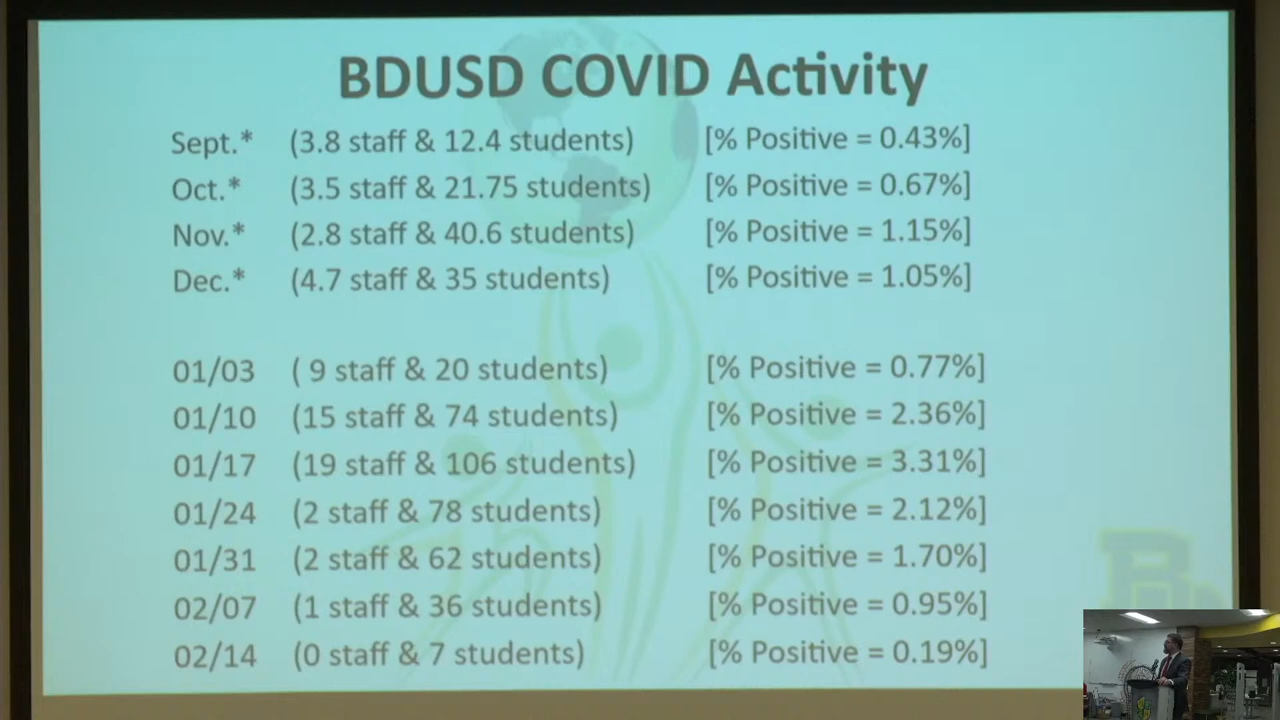 BDUSD COVID Activity
Sept.* (3.8 staff & 12.4 students) [% Positive = 0.43%]
Oct.* (3.5 staff & 21.75 students) [% Positive = 0.67%]
Nov.* (2.8 staff & 40.6 students) [% Positive = 1.15%]
Dec.* (4.7 staff & 35 students) [% Positive = 1.05%]
01/03 ( 9 staff & 20 students) [% Positive = 0.77%]
01/10 (15 staff & 74 students) [% Positive = 2.36%]
01/17 (19 staff & 106 students) [% Positive = 3.31%]
01/24 (2 staff & 78 students) [% Positive = 2.12%]
01/31 (2 staff & 62 students) [% Positive = 1.70%]
02/07 (1 staff & 36 students) [% Positive = 0.95%]
02/14 (0 staff & 7 students) [% Positive = 0.19%]